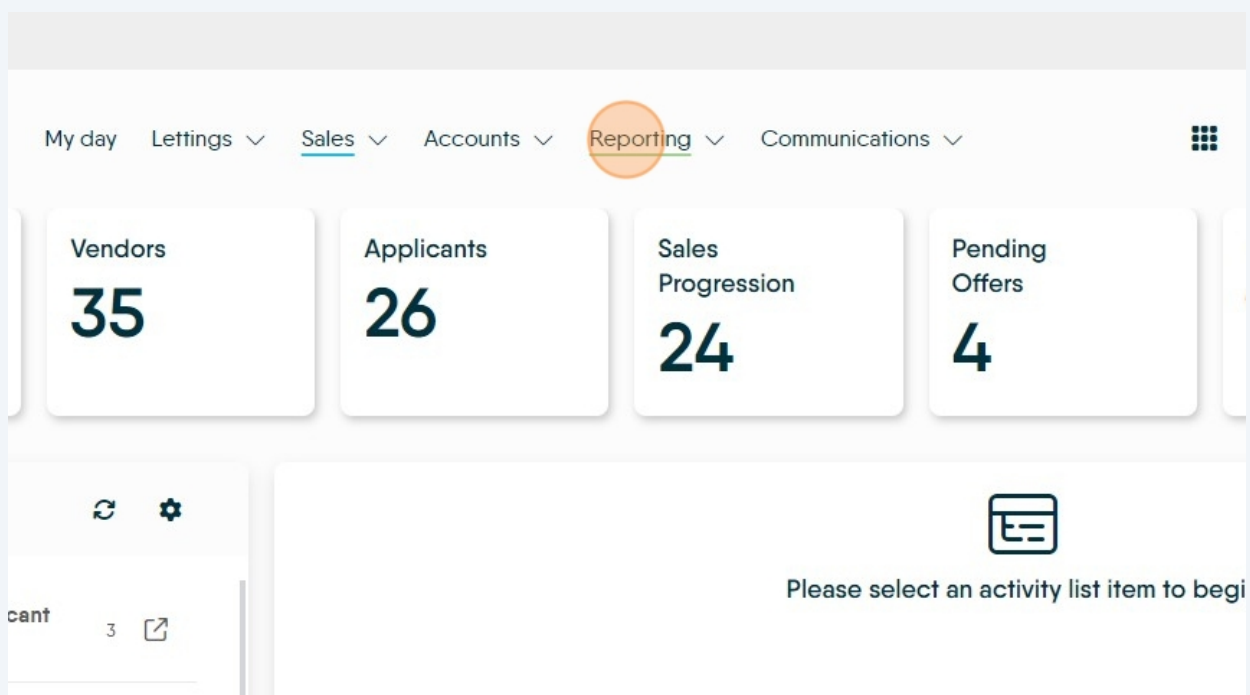 My day Lettings Sales Accounts Reporting Communications
Vendors
35
Applicants
26
Sales
Progression
24
Pending
Offers
4
cant
3
Please select an activity list item to begi